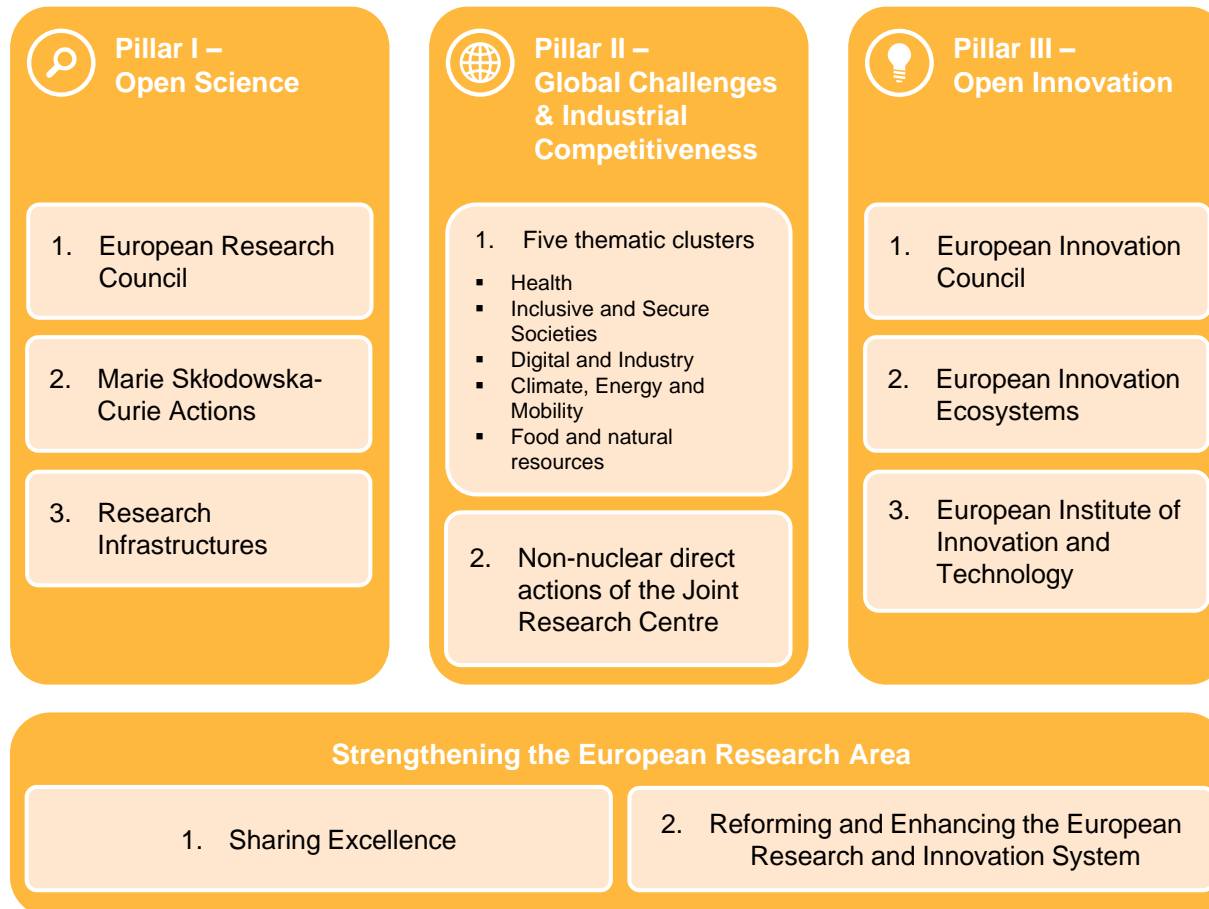 Pillar I –
Open Science
1. European Research
Council
2. Marie Skłodowska-
Curie Actions
3. Research
Infrastructures
Pillar II –
Global Challenges
& Industrial
Competitiveness
1. Five thematic clusters
▪ Health
▪ Inclusive and Secure
Societies
▪ Digital and Industry
▪ Climate, Energy and
Mobility
▪ Food and natural
resources
2. Non-nuclear direct
actions of the Joint
Research Centre
Pillar III –
Open Innovation
1. European Innovation
Council
2. European Innovation
Ecosystems
3. European Institute of
Innovation and
Technology
Strengthening the European Research Area
1. Sharing Excellence
2. Reforming and Enhancing the European
Research and Innovation System